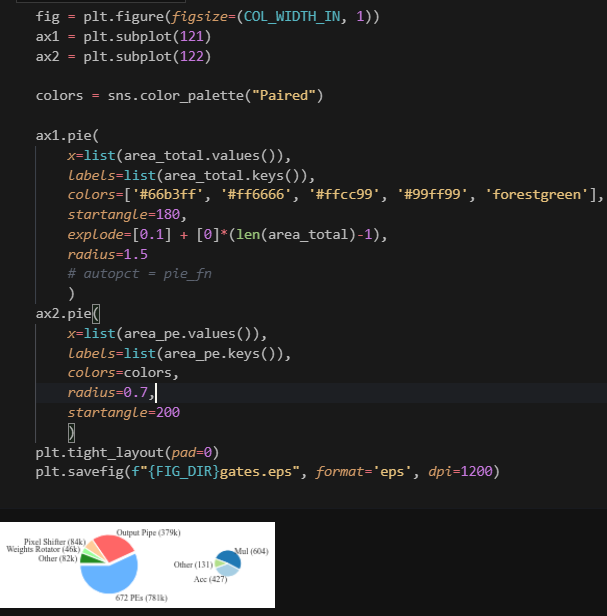 fig = plt.figure(figsize=(COL_WIDTH_IN, 1))
ax1 = plt.subplot(121)
ax2 = plt.subplot(122)
colors = sns.color_palette("Paired")
ax1.pie(
x=list(area_total.values()),
labels=list(area_total.keys()),
colors=['#66b3ff', '#ff6666', '#ffcc99', '#99ff99', 'forestgreen'],
startangle=180,
explode=[0.1] + [0]*(len(area_total)-1),
radius=1.5
# autopct = pie_fn
)
ax2.pie(
x=list(area_pe.values()),
labels=list(area_pe.keys()),
colors=colors,
radius=0.7,
startangle=200
)
plt.tight_layout(pad=0)
plt.savefig(f"{FIG_DIR}gates.eps", format='eps', dpi=1200)
Output Pipe (379k)
Pixel Shifter (84k)
Weights Rotator (46k)
Other (82k)
672 PEs (781k)
Mul (604)
Other (131)
Acc (427)